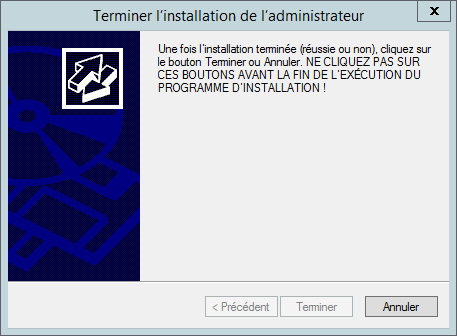 Terminer l'installation de l'administrateur
x
Une fois l'installation terminée (réussie ou non), cliquez sur
le bouton Terminer ou Annuler. NE CLIQUEZ PAS SUR
CES BOUTONS AVANT LA FIN DE L'EXÉCUTION DU
PROGRAMME D'INSTALLATION !
< Précédent
Terminer
Annuler